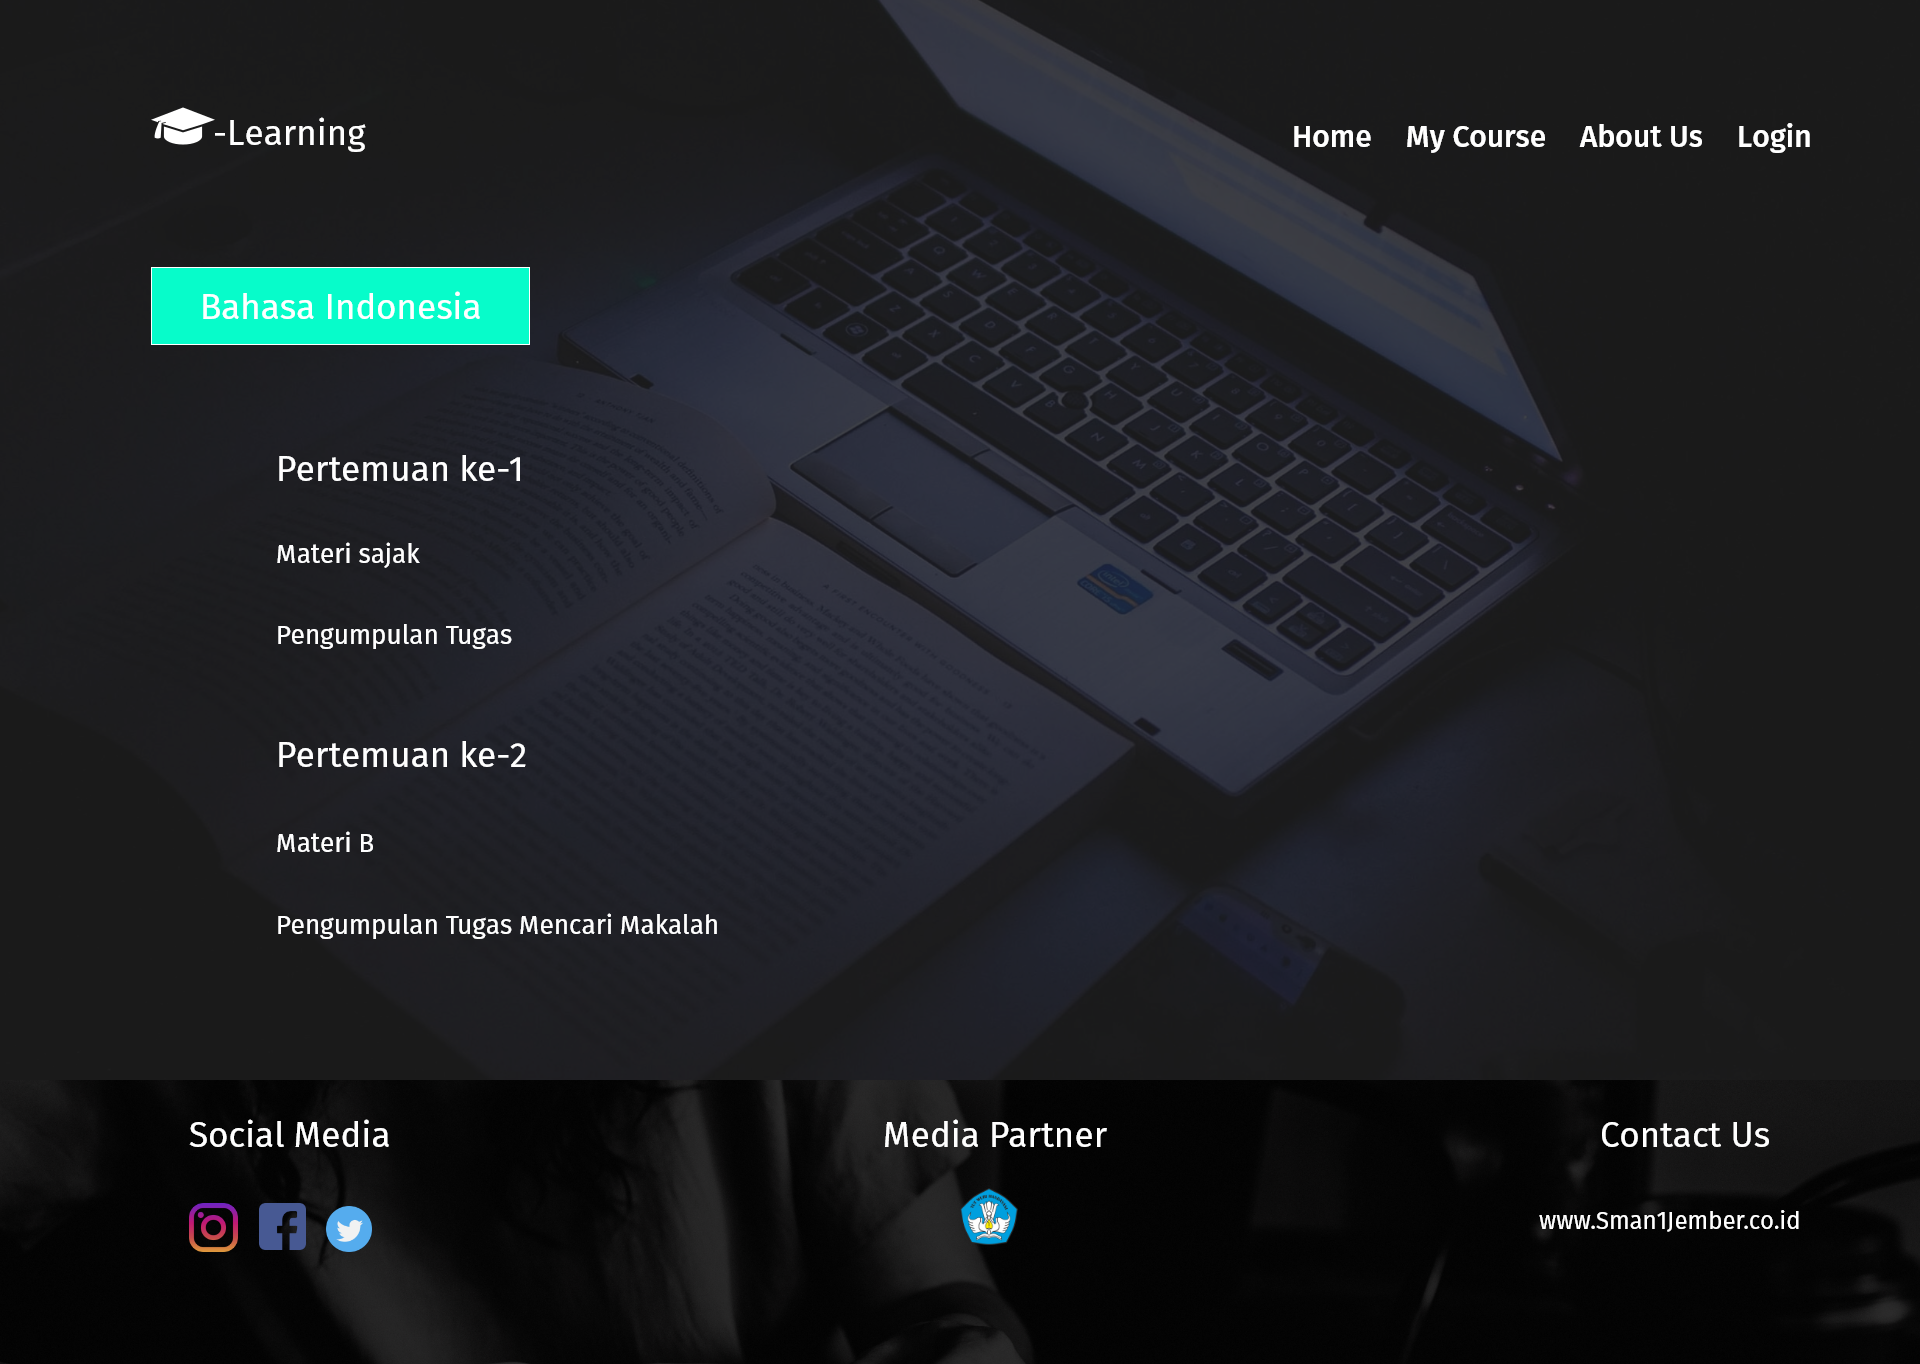 -Learning
Home My Course About Us Login
Bahasa Indonesia
Pertemuan ke-1
Materi sajak
Pengumpulan Tugas
Pertemuan ke-2
Materi B
Pengumpulan Tugas Mencari Makalah
Social Media Media Partner Contact Us
www.Sman1Jember.co.id